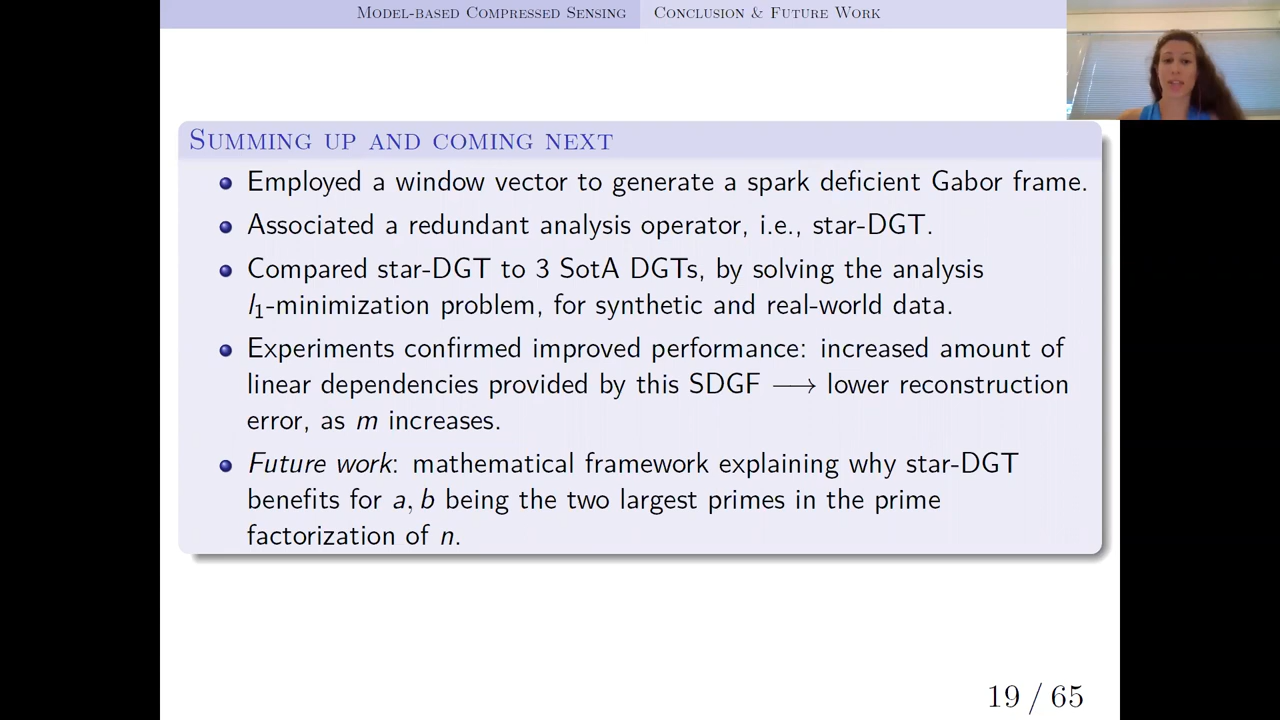 Model-based Compressed Sensing Conclusion & Future Work
Summing up and coming next
Employed a window vector to generate a spark deficient Gabor frame.
Associated a redundant analysis operator, i.e., star-DGT.
Compared star-DGT to 3 SotA DGTs, by solving the analysis
l₁-minimization problem, for synthetic and real-world data.
Experiments confirmed improved performance: increased amount of
linear dependencies provided by this SDGF ⟶ lower reconstruction
error, as m increases.
Future work: mathematical framework explaining why star-DGT
benefits for a, b being the two largest primes in the prime
factorization of n.
19 / 65